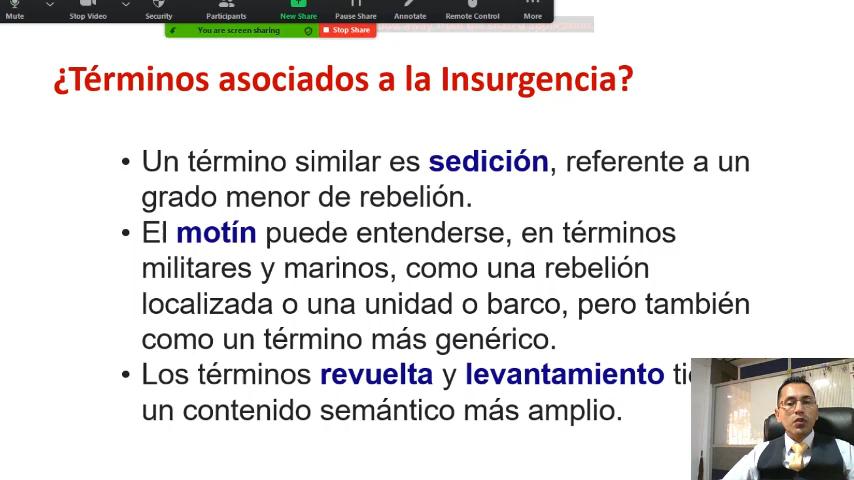 Mute
Stop Video
Security
Participants
New Share
Pause Share
Annotate
Remote Control
More
You are screen sharing
Stop Share
¿Términos asociados a la Insurgencia?
• Un término similar es sedición, referente a un
grado menor de rebelión.
• El motín puede entenderse, en términos
militares y marinos, como una rebelión
localizada o una unidad o barco, pero también
como un término más genérico.
• Los términos revuelta y levantamiento
un contenido semántico más amplio.